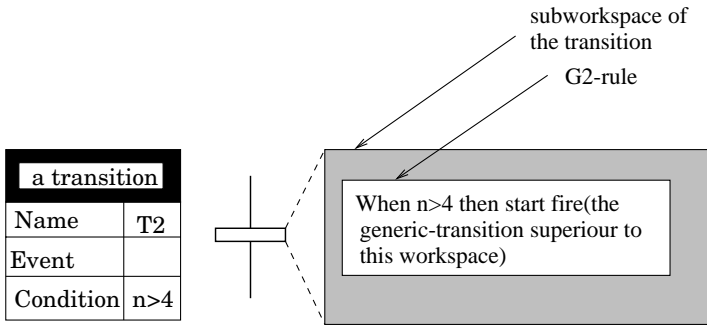 subworkspace of
the transition
G2-rule
a transition
Name T2
Event
Condition n>4
When n>4 then start fire(the
generic-transition superiour to
this workspace)